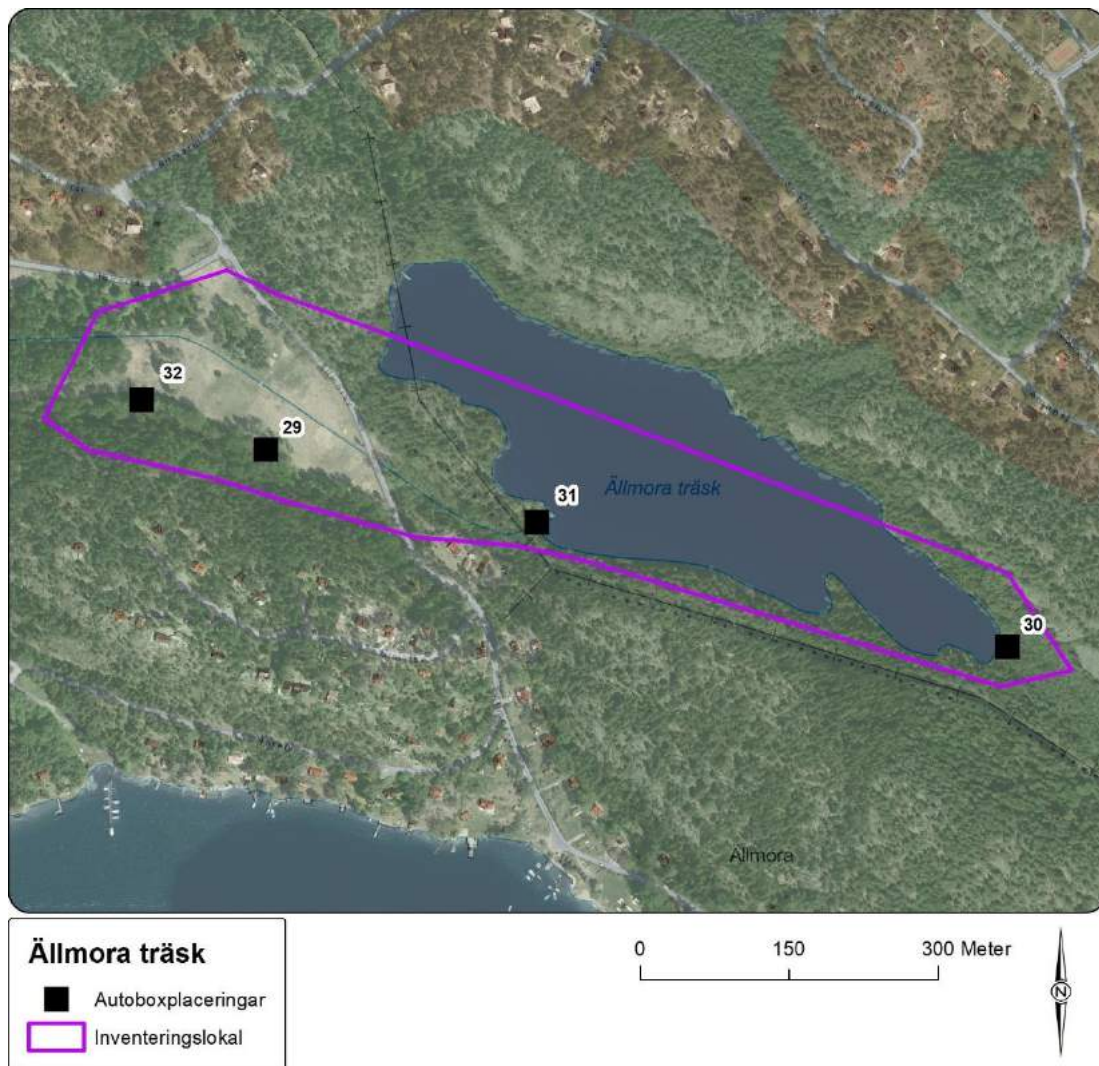 32
29
31
Ällmora träsk
30
Ällmora
Ällmora träsk
Autoboxplaceringar
Inventeringslokal
0 150 300 Meter
N